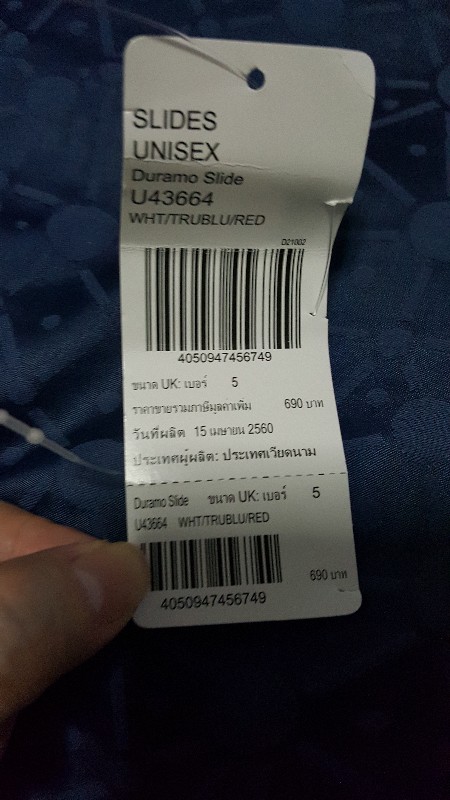 SLIDES
UNISEX
Duramo Slide
U43664
WHT/TRUBLU/RED
D21002
4050947456749
ขนาด UK: เบอร์ 5
ราคาขายรวมภาษีมูลค่าเพิ่ม 690 บาท
วันที่ผลิต 15 เมษายน 2560
ประเทศผู้ผลิต: ประเทศเวียดนาม
Duramo Slide ขนาด UK: เบอร์ 5
U43664 WHT/TRUBLU/RED
690 บาท
4050947456749